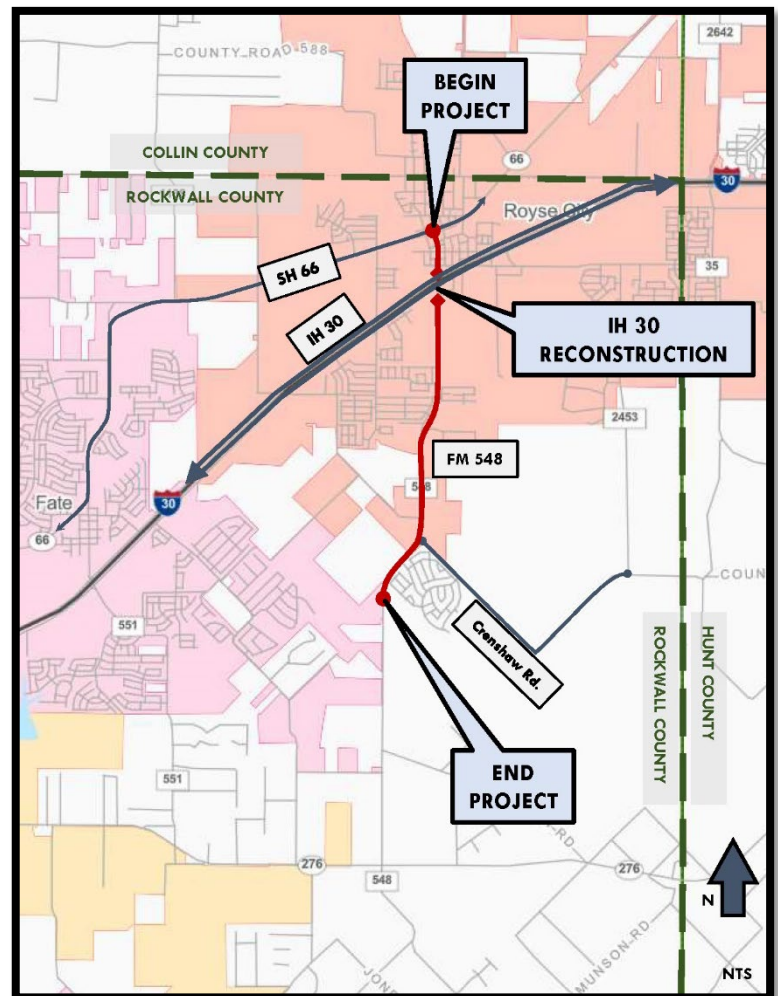 2642
COUNTY ROAD 588
BEGIN
PROJECT
66
COLLIN COUNTY
ROCKWALL COUNTY
30
Royse City
SH 66
35
IH 30
IH 30
RECONSTRUCTION
2453
FM 548
548
30
Fate
66
COUN
551
Crenshaw Rd.
ROCKWALL COUNTY
HUNT COUNTY
END
PROJECT
551
276
548
276
N
MUNSON RD
NTS